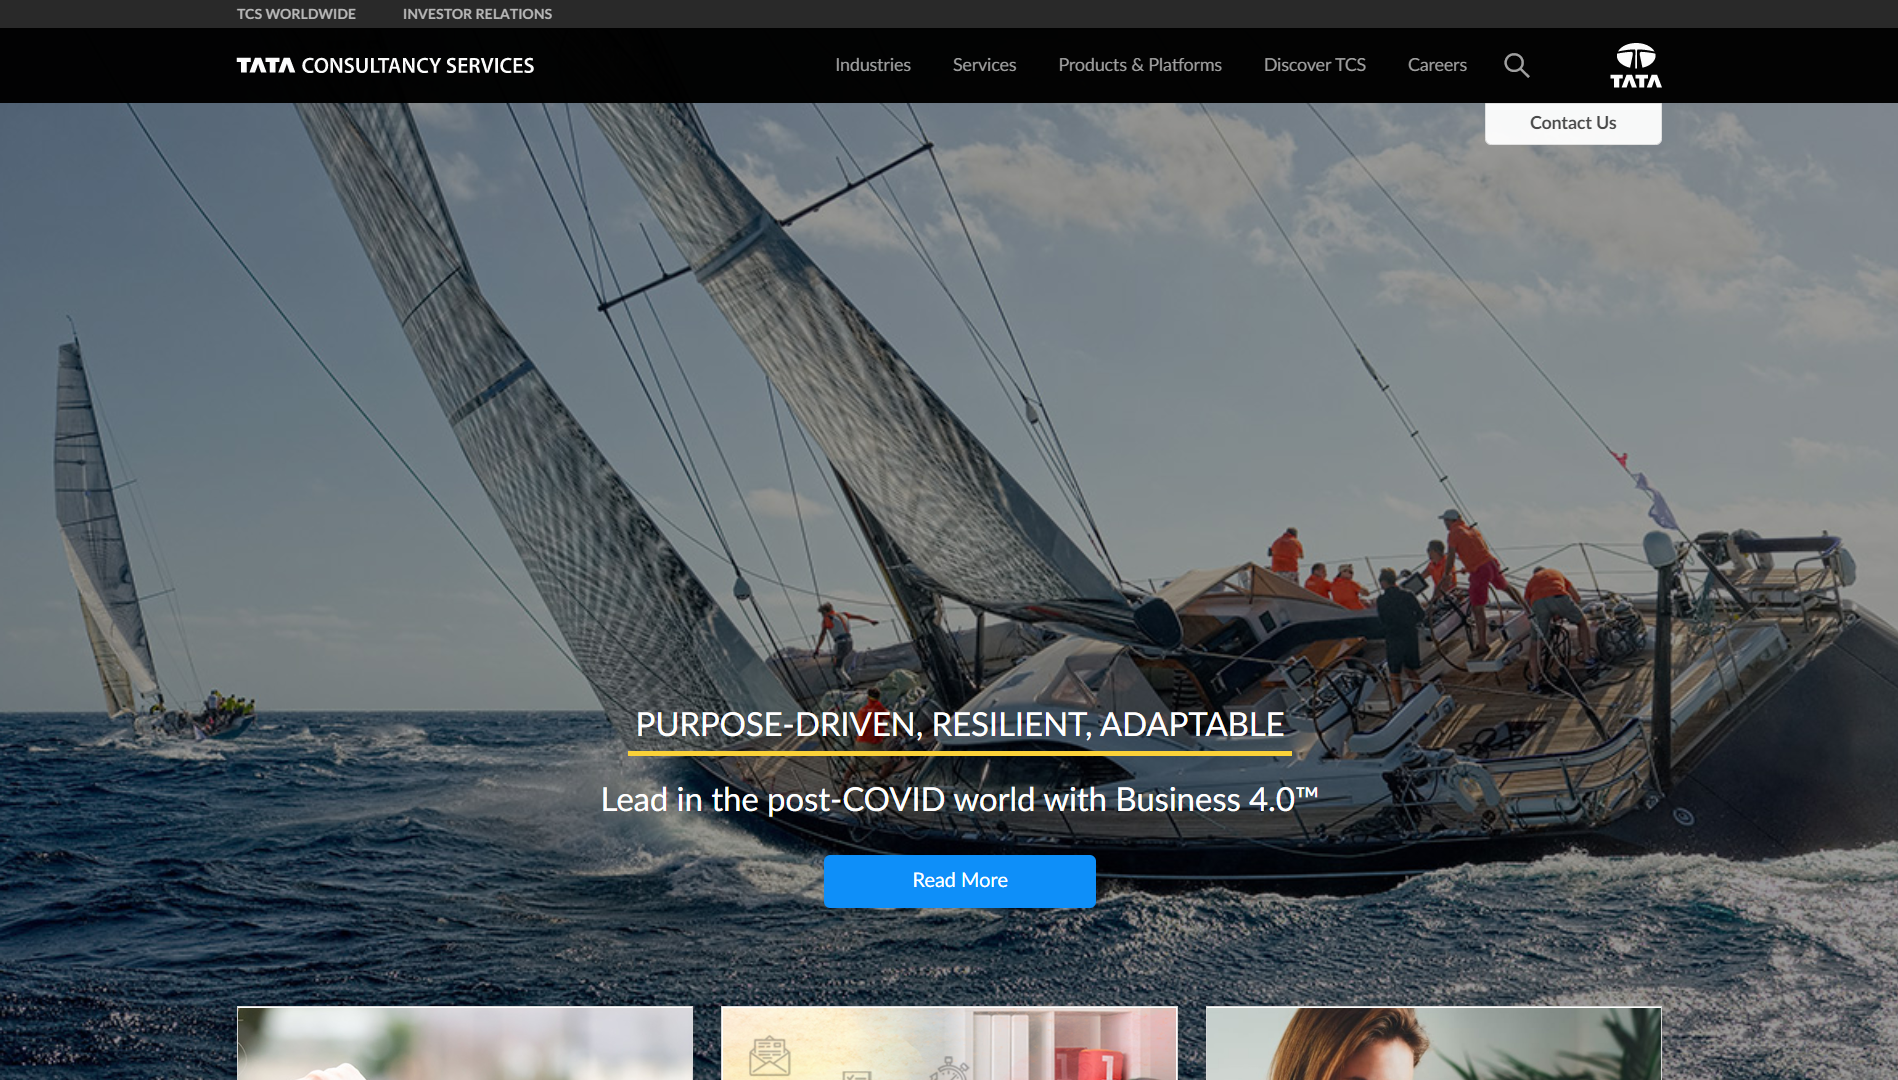 TCS WORLDWIDE INVESTOR RELATIONS
TATA CONSULTANCY SERVICES
Industries Services Products & Platforms Discover TCS Careers
TATA
Contact Us
PURPOSE-DRIVEN, RESILIENT, ADAPTABLE
Lead in the post-COVID world with Business 4.0™
Read More